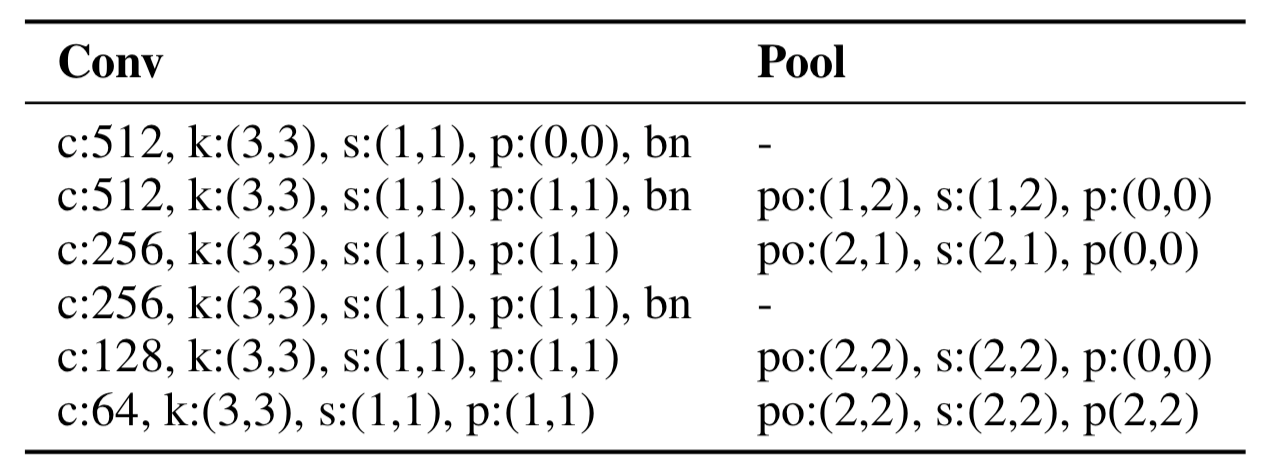 Conv Pool
c:512, k:(3,3), s:(1,1), p:(0,0), bn -
c:512, k:(3,3), s:(1,1), p:(1,1), bn po:(1,2), s:(1,2), p:(0,0)
c:256, k:(3,3), s:(1,1), p:(1,1) po:(2,1), s:(2,1), p(0,0)
c:256, k:(3,3), s:(1,1), p:(1,1), bn -
c:128, k:(3,3), s:(1,1), p:(1,1) po:(2,2), s:(2,2), p:(0,0)
c:64, k:(3,3), s:(1,1), p:(1,1) po:(2,2), s:(2,2), p(2,2)